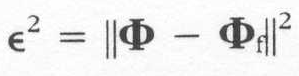 ϵ² = ‖Φ − Φ_f‖²